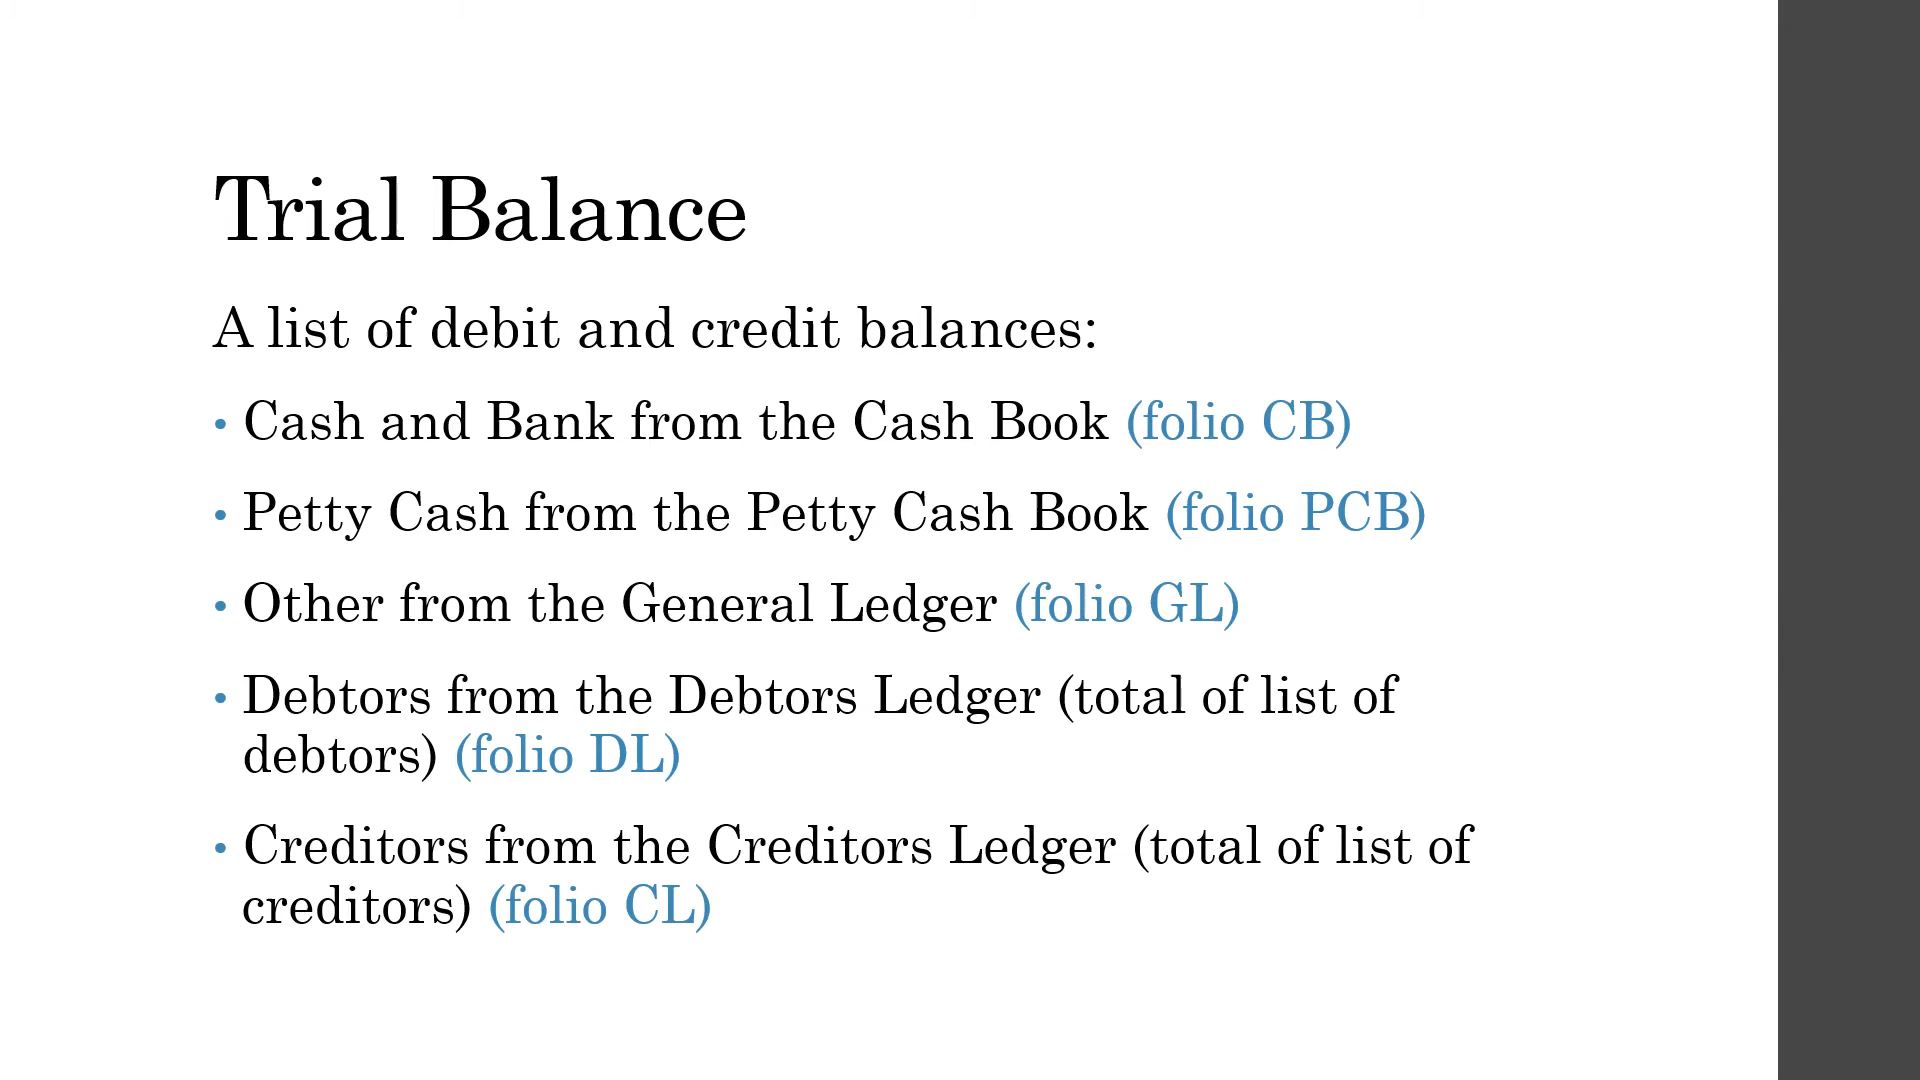 Trial Balance
A list of debit and credit balances:
• Cash and Bank from the Cash Book (folio CB)
• Petty Cash from the Petty Cash Book (folio PCB)
• Other from the General Ledger (folio GL)
• Debtors from the Debtors Ledger (total of list of
debtors) (folio DL)
• Creditors from the Creditors Ledger (total of list of
creditors) (folio CL)